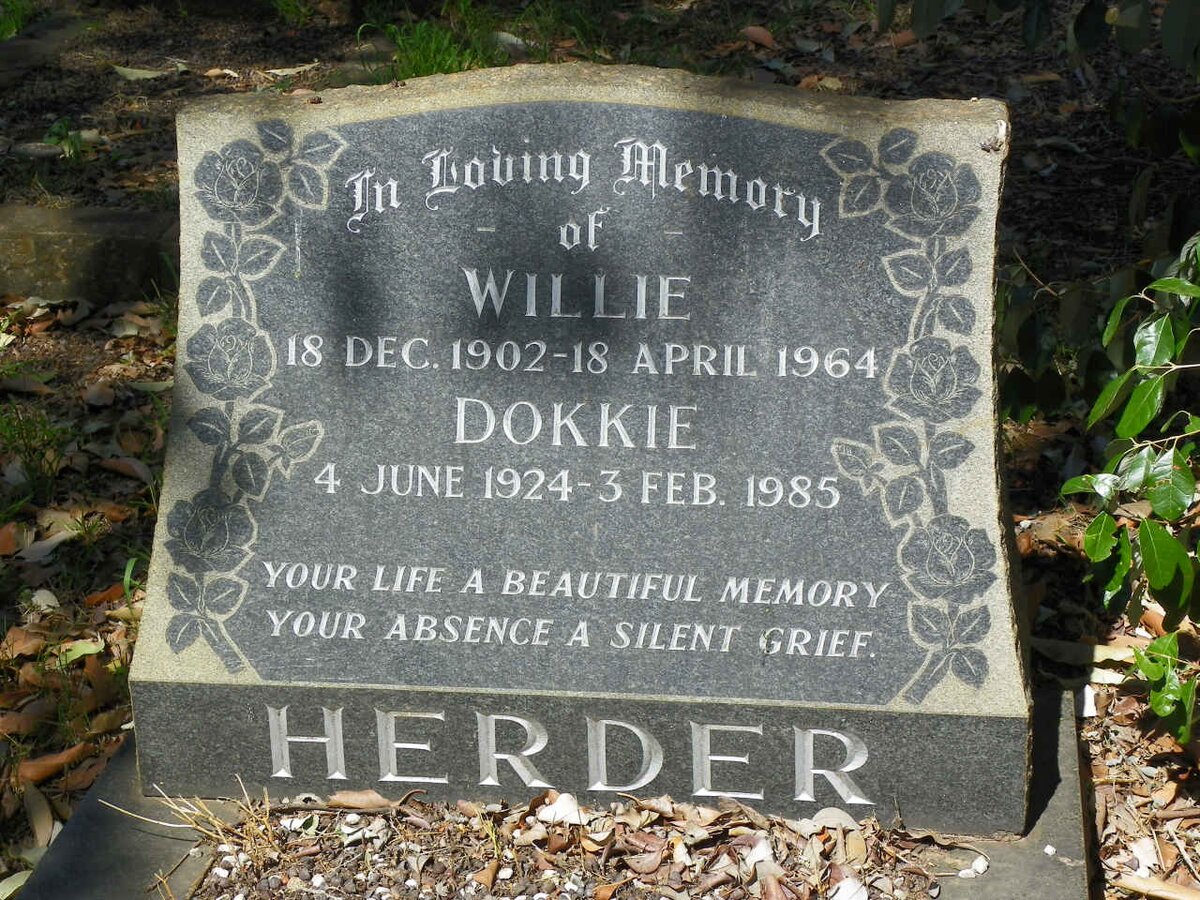 In Loving Memory
- of -
WILLIE
18 DEC. 1902-18 APRIL 1964
DOKKIE
4 JUNE 1924-3 FEB. 1985
YOUR LIFE A BEAUTIFUL MEMORY
YOUR ABSENCE A SILENT GRIEF.
HERDER